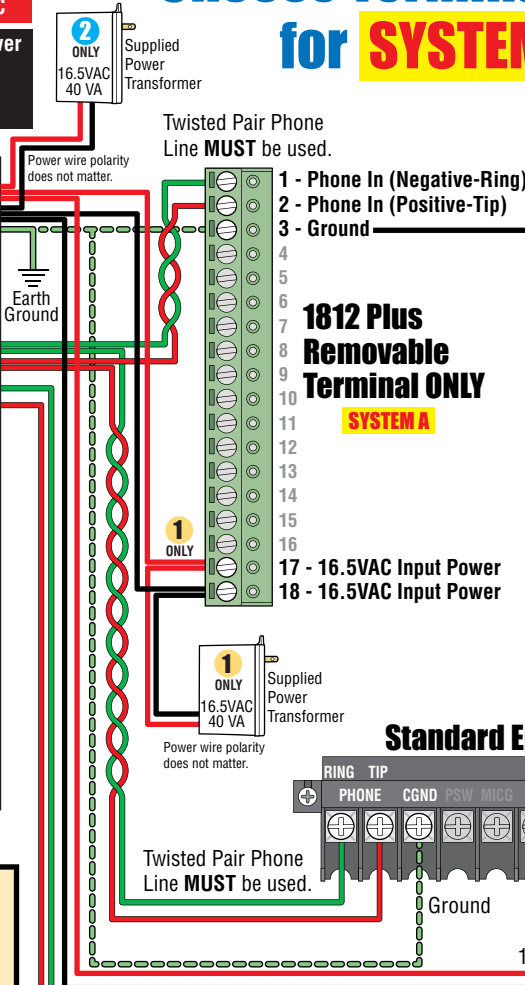 for SYSTEM
2
ONLY
16.5VAC
40 VA
Supplied
Power
Transformer
Power wire polarity
does not matter.
Twisted Pair Phone
Line MUST be used.
1 - Phone In (Negative-Ring)
2 - Phone In (Positive-Tip)
3 - Ground
4
5
6
7
8
9
10
11
12
13
14
15
16
17 - 16.5VAC Input Power
18 - 16.5VAC Input Power
Earth
Ground
1812 Plus
Removable
Terminal ONLY
SYSTEM A
1
ONLY
1
ONLY
16.5VAC
40 VA
Supplied
Power
Transformer
Power wire polarity
does not matter.
Standard E
RING TIP
PHONE CGND PSW MICG
Twisted Pair Phone
Line MUST be used.
Ground
1